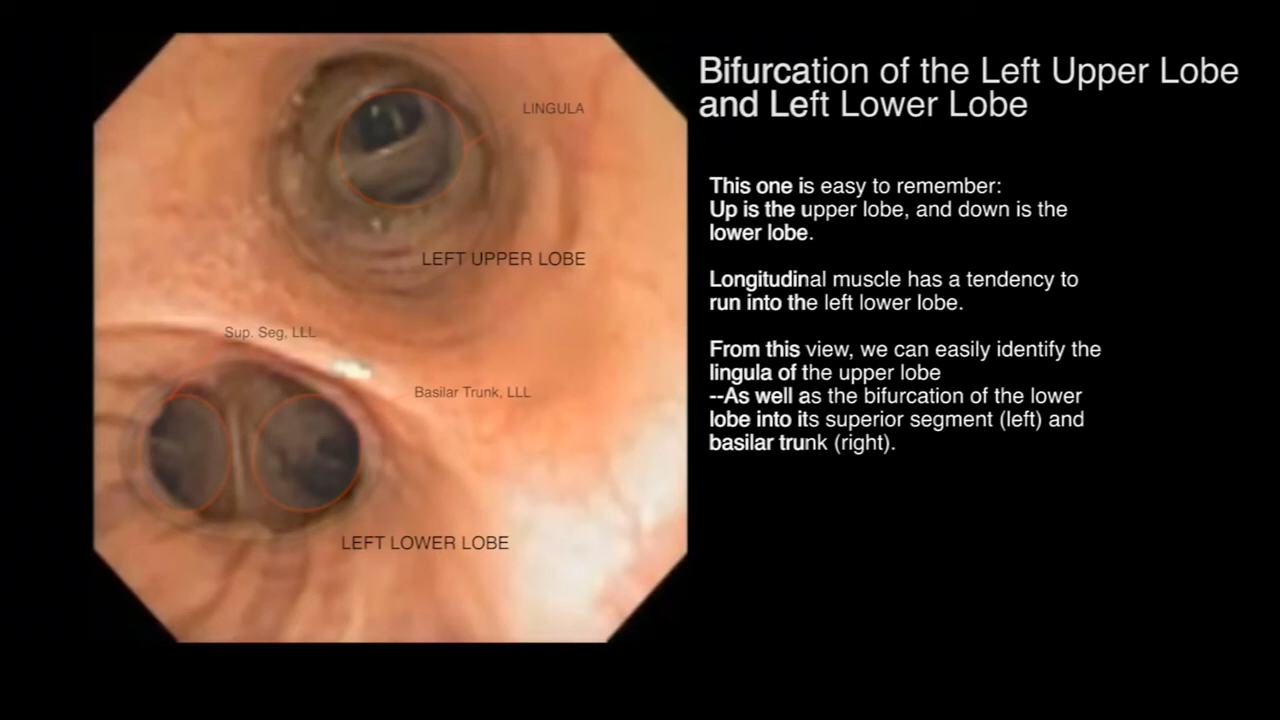 Bifurcation of the Left Upper Lobe
and Left Lower Lobe
This one is easy to remember:
Up is the upper lobe, and down is the
lower lobe.
Longitudinal muscle has a tendency to
run into the left lower lobe.
From this view, we can easily identify the
lingula of the upper lobe
--As well as the bifurcation of the lower
lobe into its superior segment (left) and
basilar trunk (right).
LINGULA
LEFT UPPER LOBE
Sup. Seg, LLL
Basilar Trunk, LLL
LEFT LOWER LOBE